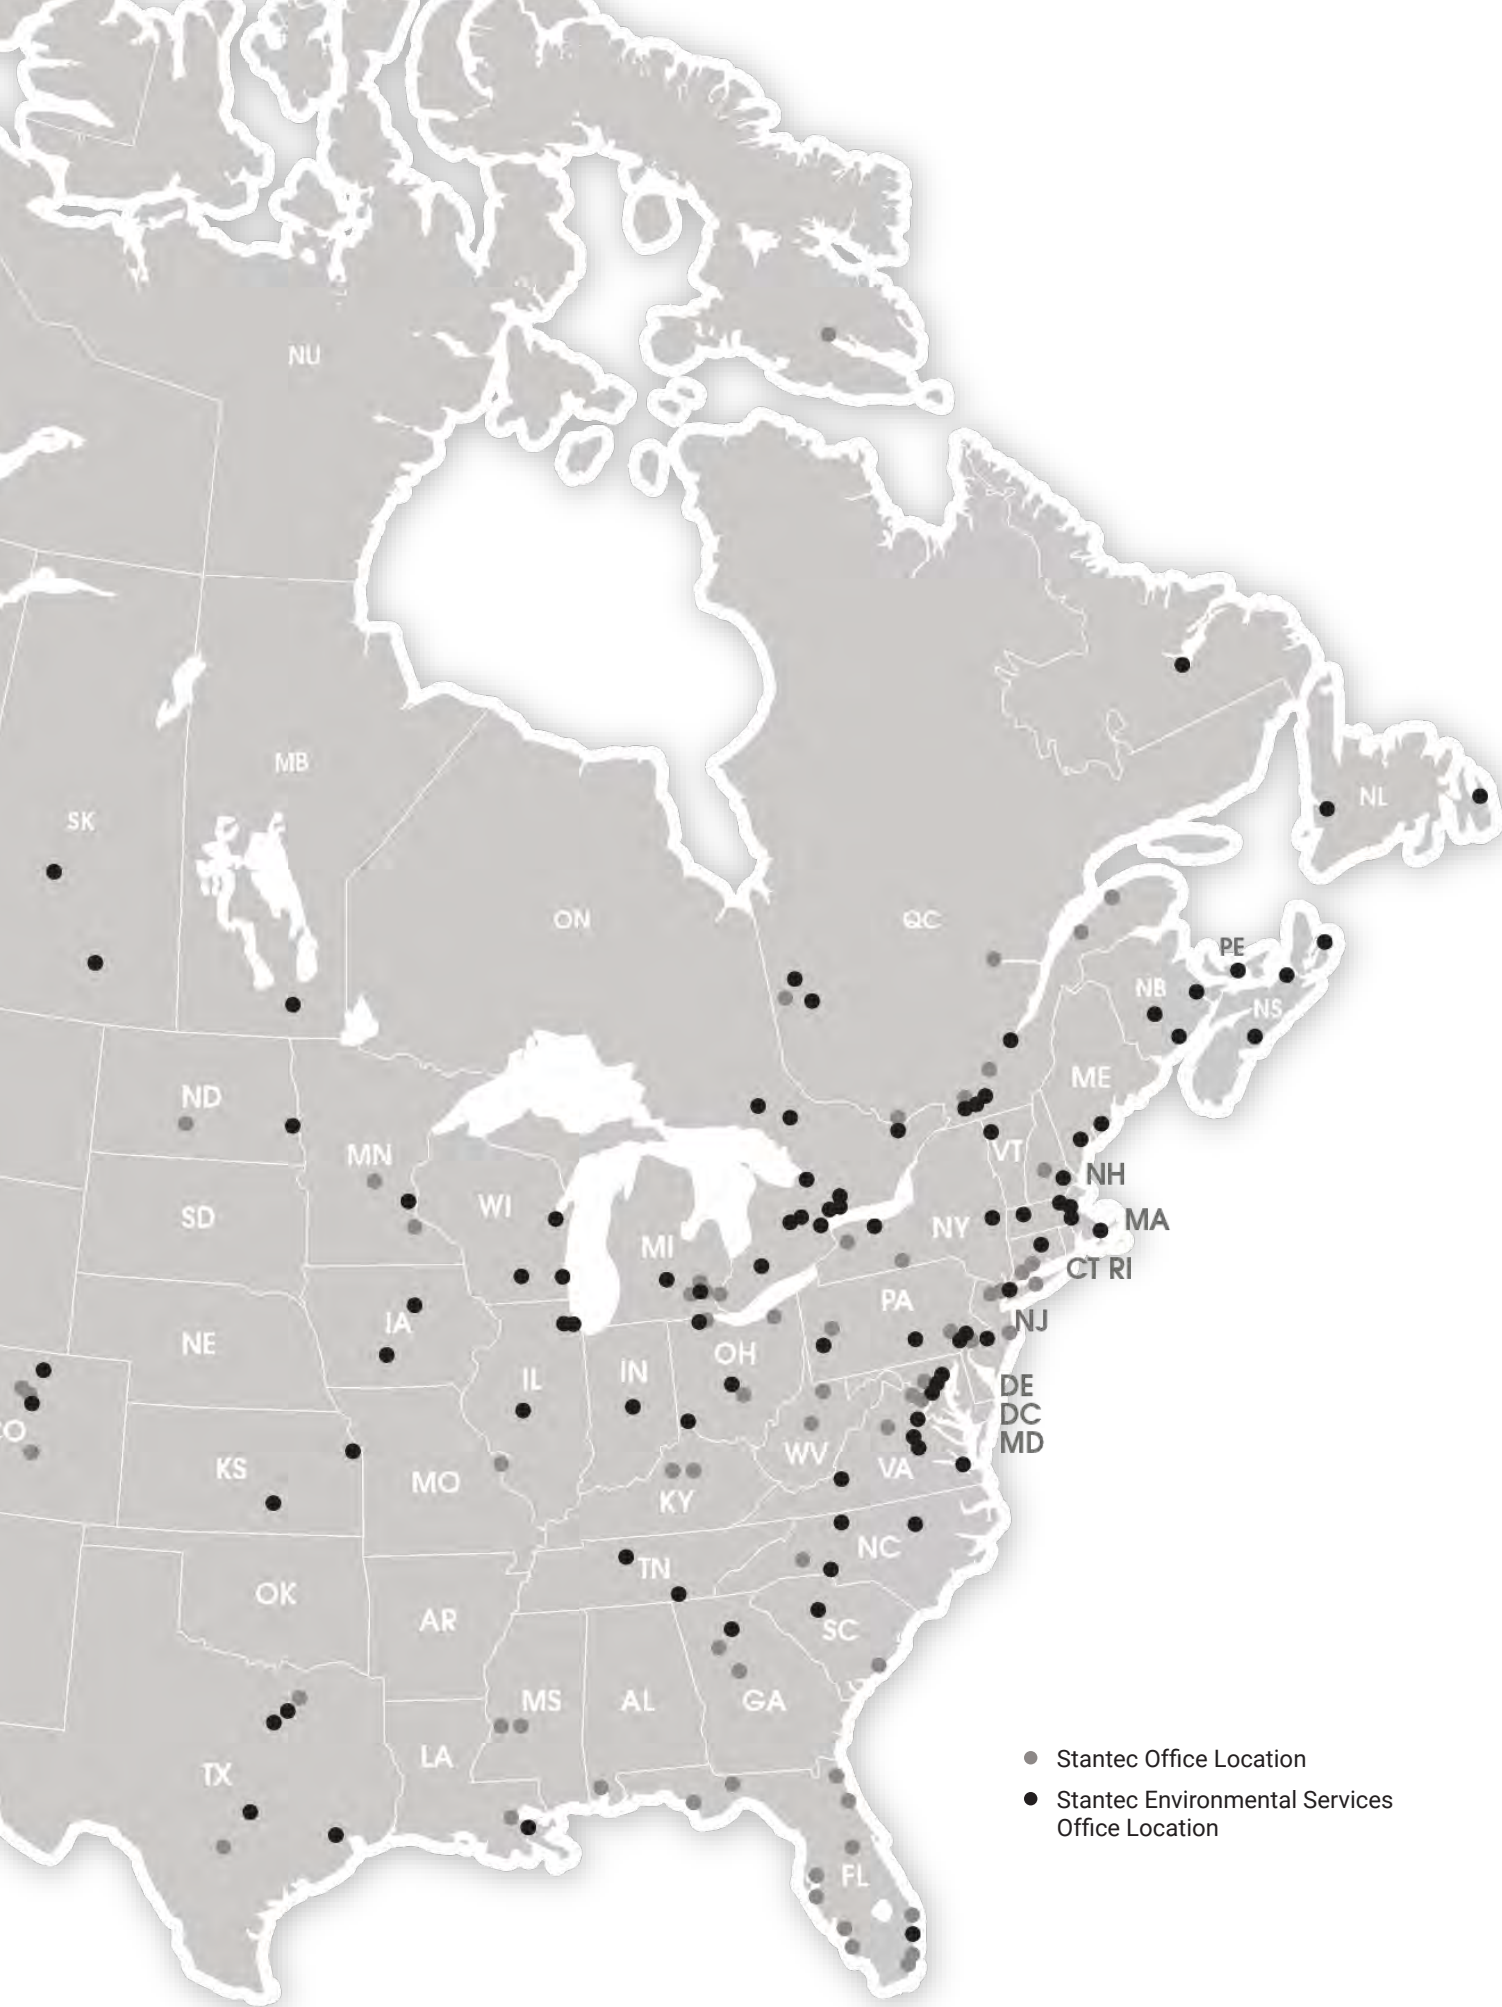 NU
MB
SK
NL
ON
QC
PE
NB
NS
ND
ME
MN
VT
NH
WI
SD
MA
NY
MI
CT RI
PA
IA
NJ
NE
OH
IN
IL
DE
DC
CO
MD
WV
KS
VA
MO
KY
NC
TN
OK
AR
SC
MS
AL
GA
LA
TX
FL
Stantec Office Location
Stantec Environmental Services
Office Location